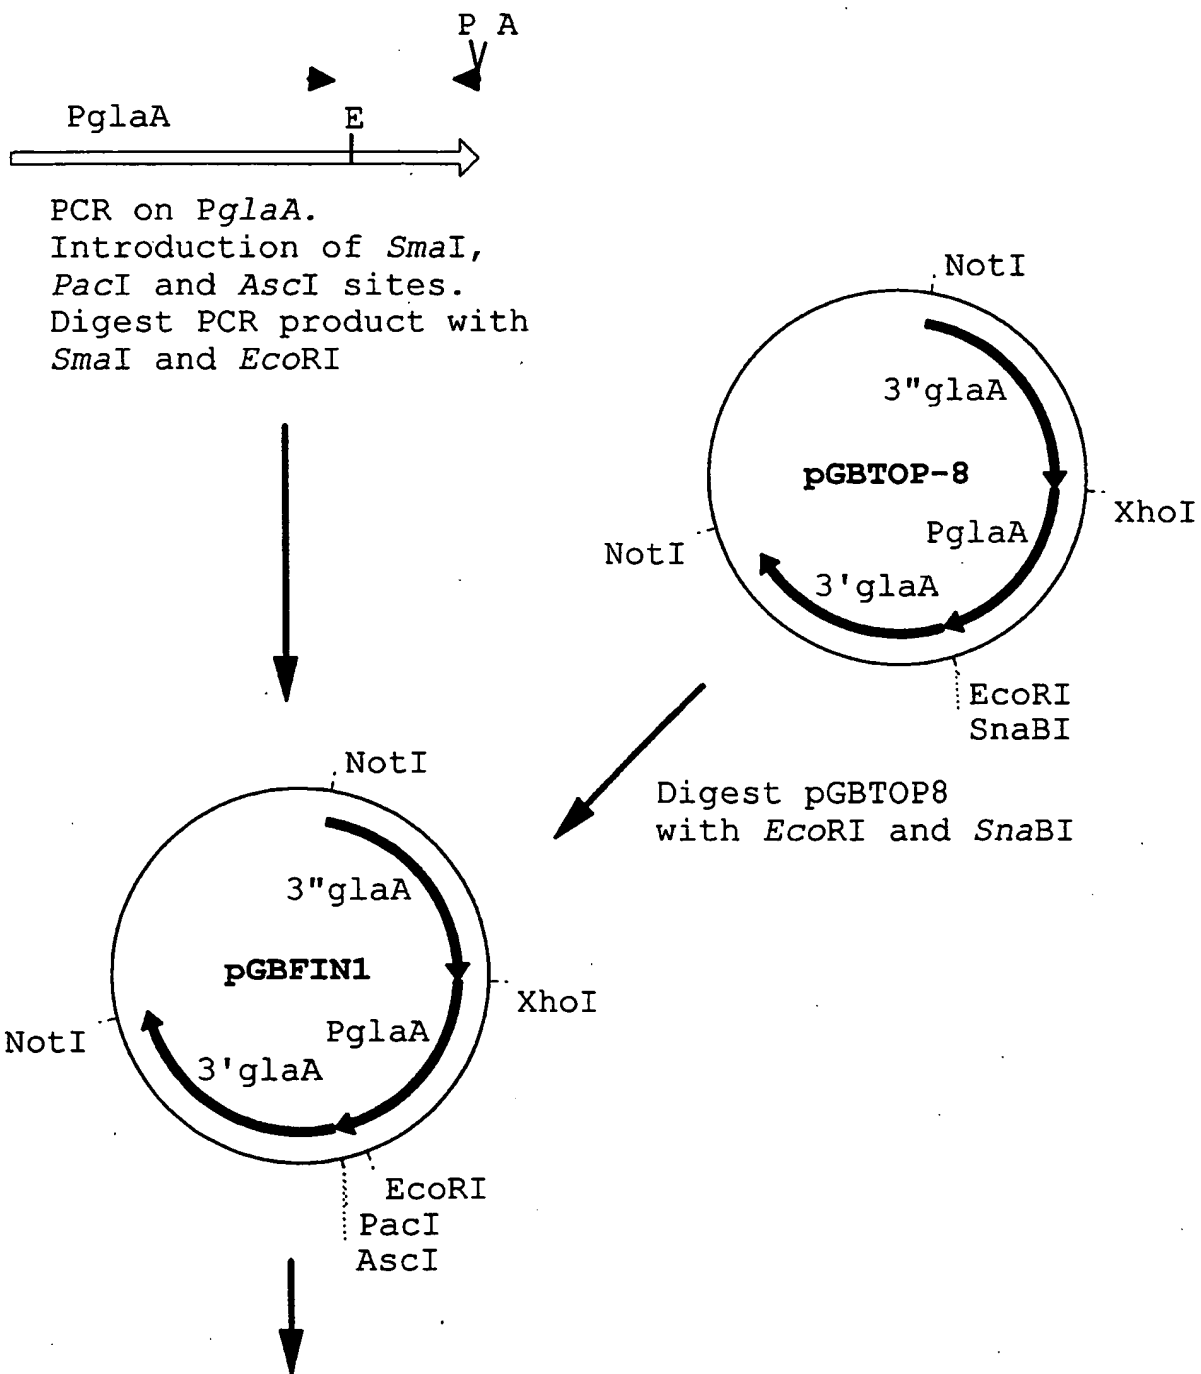 P A
PglaA
E
PCR on PglaA.
Introduction of SmaI,
PacI and AscI sites.
Digest PCR product with
SmaI and EcoRI
NotI
3"glaA
pGBTOP-8
XhoI
PglaA
NotI
3'glaA
EcoRI
SnaBI
Digest pGBTOP8
with EcoRI and SnaBI
NotI
3"glaA
pGBFIN1
XhoI
PglaA
NotI
3'glaA
EcoRI
PacI
AscI